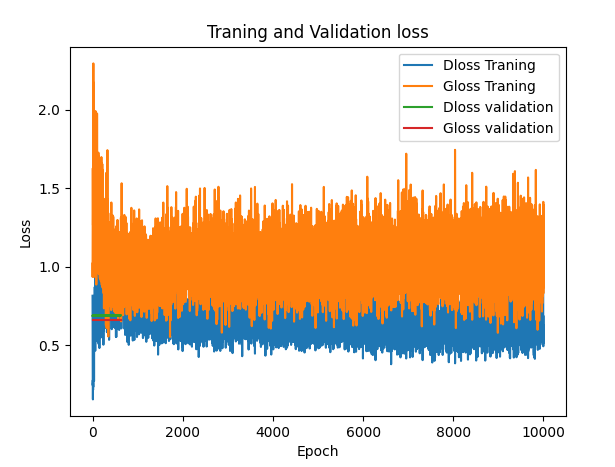 Traning and Validation loss
Dloss Traning
Gloss Traning
Dloss validation
Gloss validation
2.0
1.5
1.0
0.5
Loss
0 2000 4000 6000 8000 10000
Epoch